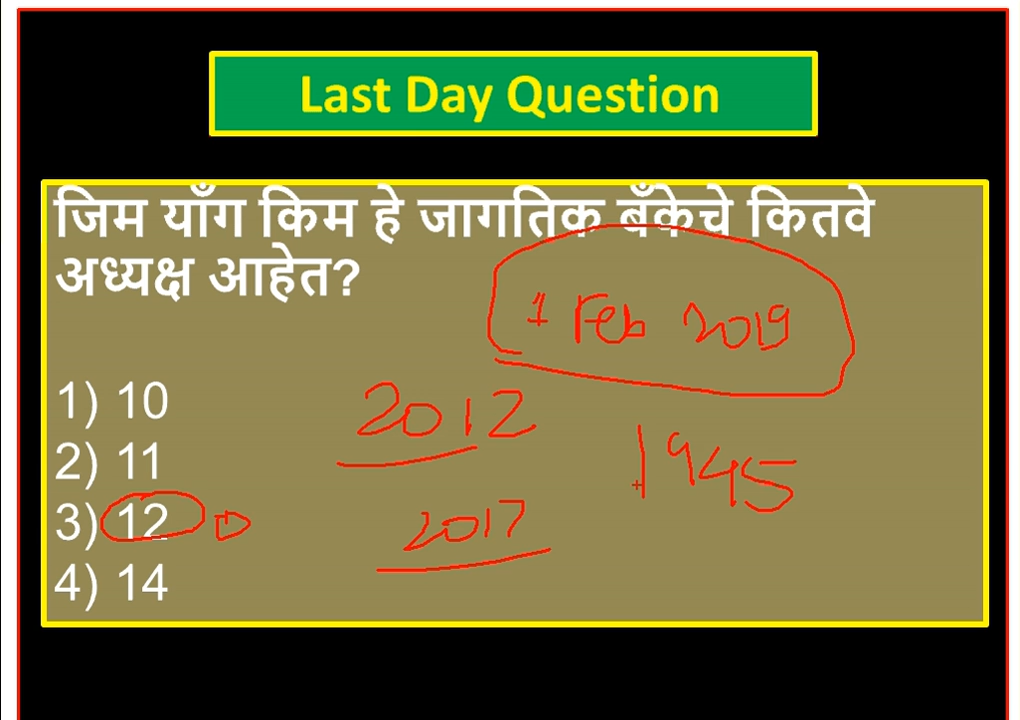 Last Day Question
जिम याँग किम हे जागतिक बँकेचे कितवे
अध्यक्ष आहेत?
1 Feb 2019
1) 10
2012
2) 11
1945
3) 12
2017
4) 14